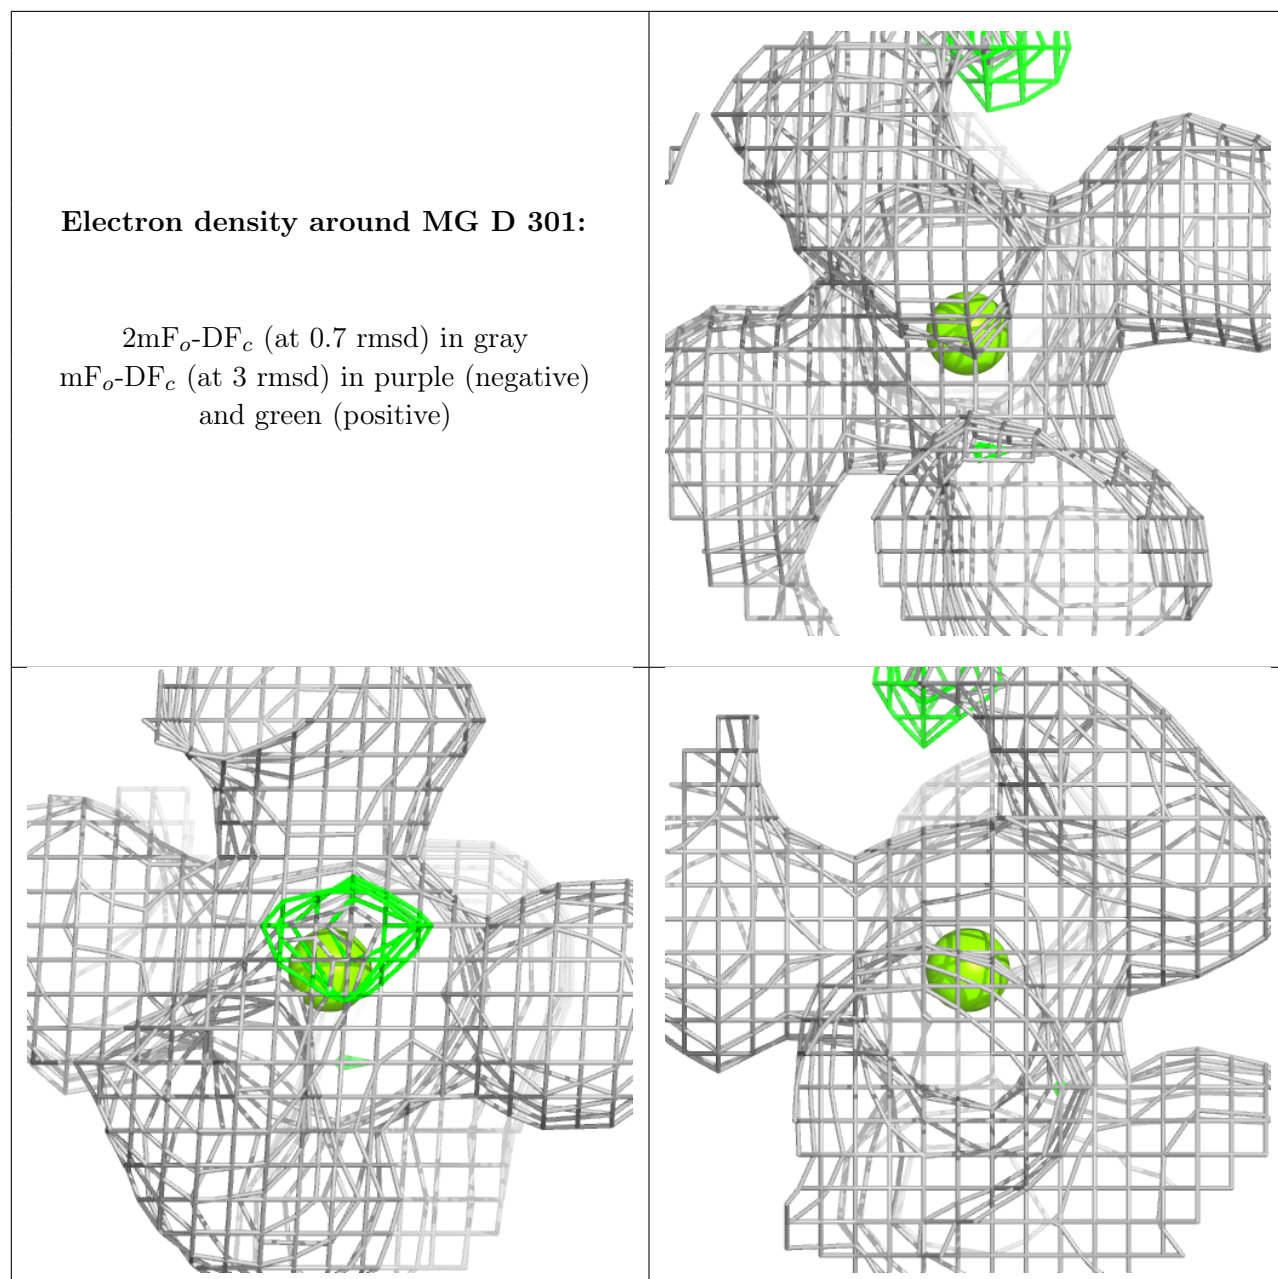 Electron density around MG D 301:
2mFo-DFc (at 0.7 rmsd) in gray
mFo-DFc (at 3 rmsd) in purple (negative)
and green (positive)